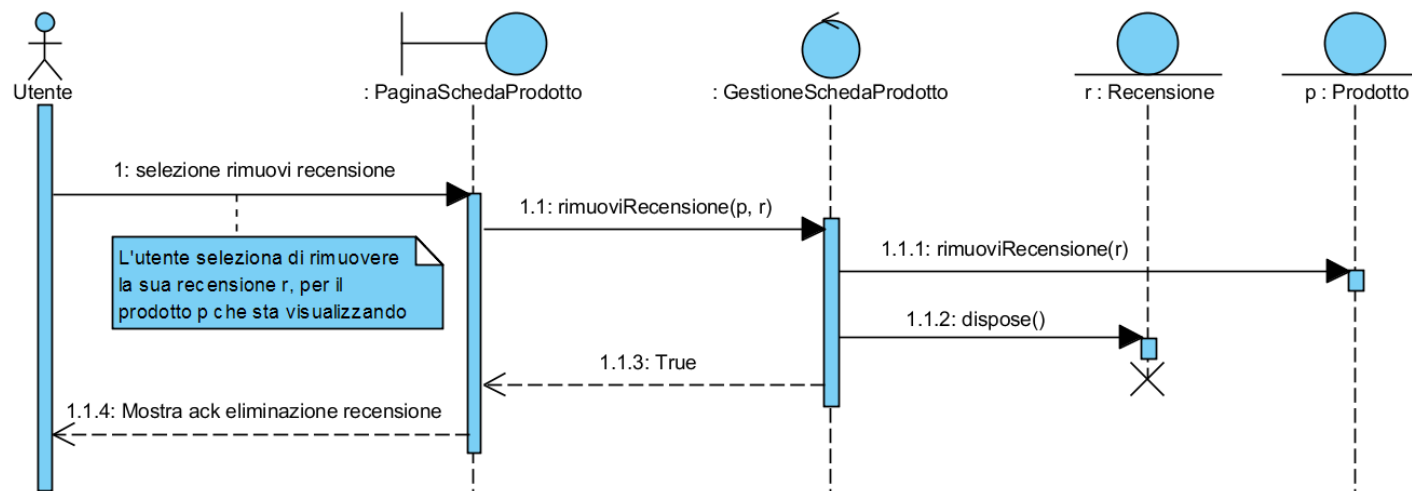 Utente
: PaginaSchedaProdotto
: GestioneSchedaProdotto
r : Recensione
p : Prodotto
1: selezione rimuovi recensione
1.1: rimuoviRecensione(p, r)
L'utente seleziona di rimuovere
la sua recensione r, per il
prodotto p che sta visualizzando
1.1.1: rimuoviRecensione(r)
1.1.2: dispose()
1.1.3: True
1.1.4: Mostra ack eliminazione recensione